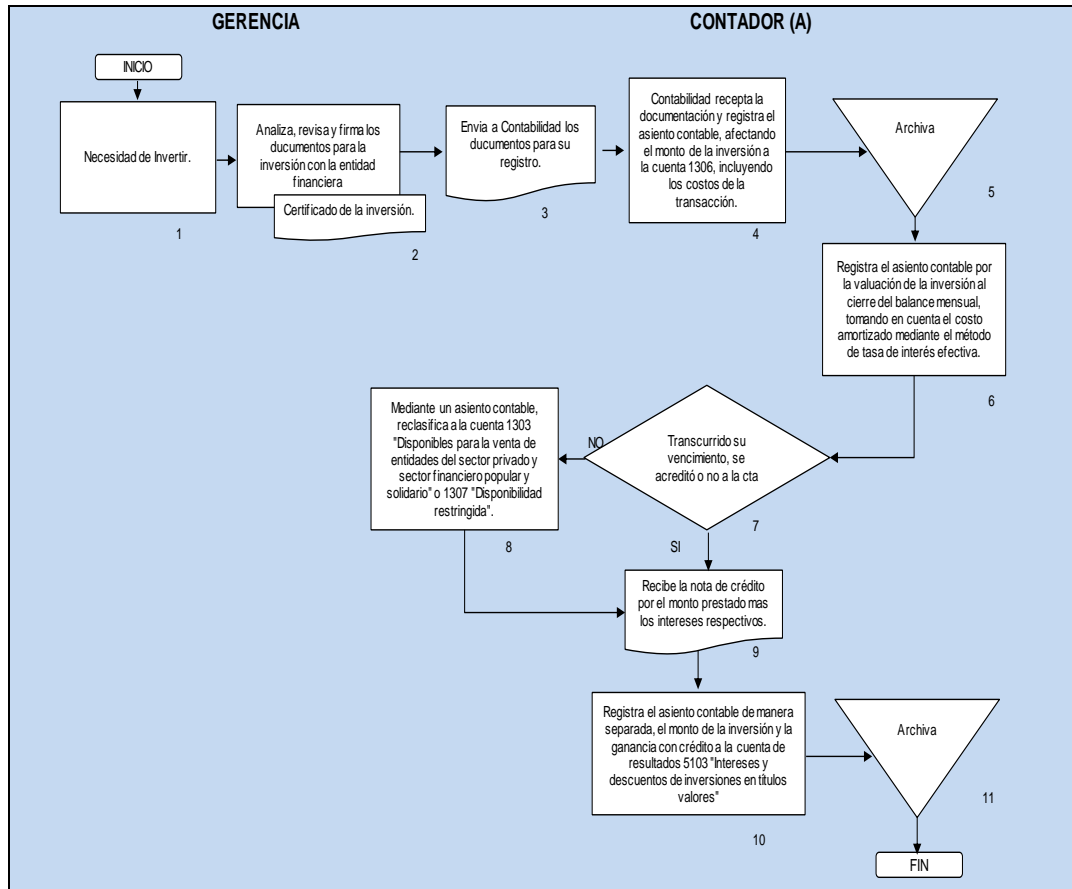 GERENCIA
CONTADOR (A)
INICIO
Necesidad de Invertir.
1
Analiza, revisa y firma los
ducumentos para la
inversión con la entidad
financiera
Certificado de la inversión.
2
Envia a Contabilidad los
ducumentos para su
registro.
3
Contabilidad recepta la
documentación y registra el
asiento contable, afectando
el monto de la inversión a
la cuenta 1306, incluyendo
los costos de la
transacción.
4
Archiva
5
Registra el asiento contable por
la valuación de la inversión al
cierre del balance mensual,
tomando en cuenta el costo
amortizado mediante el método
de tasa de interés efectiva.
6
Transcurrido su
vencimiento, se
acreditó o no a la cta
7
NO
Mediante un asiento contable,
reclasifica a la cuenta 1303
"Disponibles para la venta de
entidades del sector privado y
sector financiero popular y
solidario" o 1307 "Disponibilidad
restringida".
8
SI
Recibe la nota de crédito
por el monto prestado mas
los intereses respectivos.
9
Registra el asiento contable de manera
separada, el monto de la inversión y la
ganancia con crédito a la cuenta de
resultados 5103 "Intereses y
descuentos de inversiones en títulos
valores"
10
Archiva
11
FIN